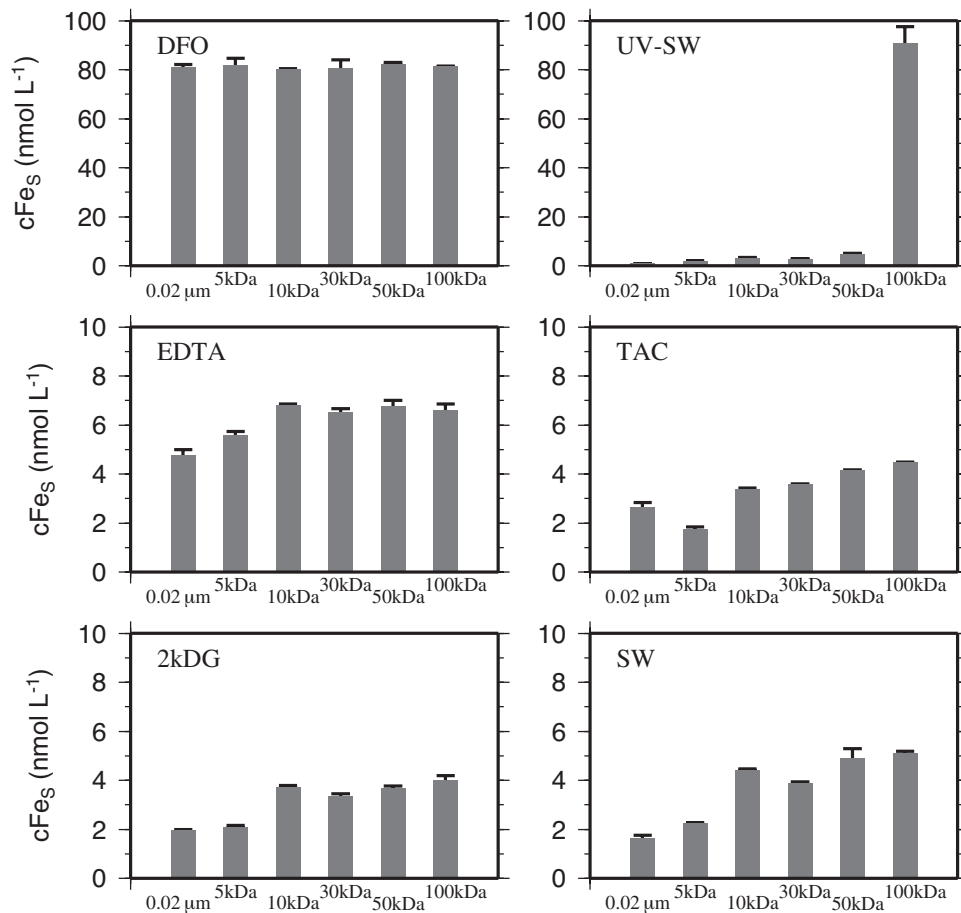 DFO
cFeS (nmol L-1)
100
80
60
40
20
0
0.02 µm
5kDa
10kDa
30kDa
50kDa
100kDa
UV-SW
100
80
60
40
20
0
0.02 µm
5kDa
10kDa
30kDa
50kDa
100kDa
EDTA
cFeS (nmol L-1)
10
8
6
4
2
0
0.02 µm
5kDa
10kDa
30kDa
50kDa
100kDa
TAC
10
8
6
4
2
0
0.02 µm
5kDa
10kDa
30kDa
50kDa
100kDa
2kDG
cFeS (nmol L-1)
10
8
6
4
2
0
0.02 µm
5kDa
10kDa
30kDa
50kDa
100kDa
SW
10
8
6
4
2
0
0.02 µm
5kDa
10kDa
30kDa
50kDa
100kDa